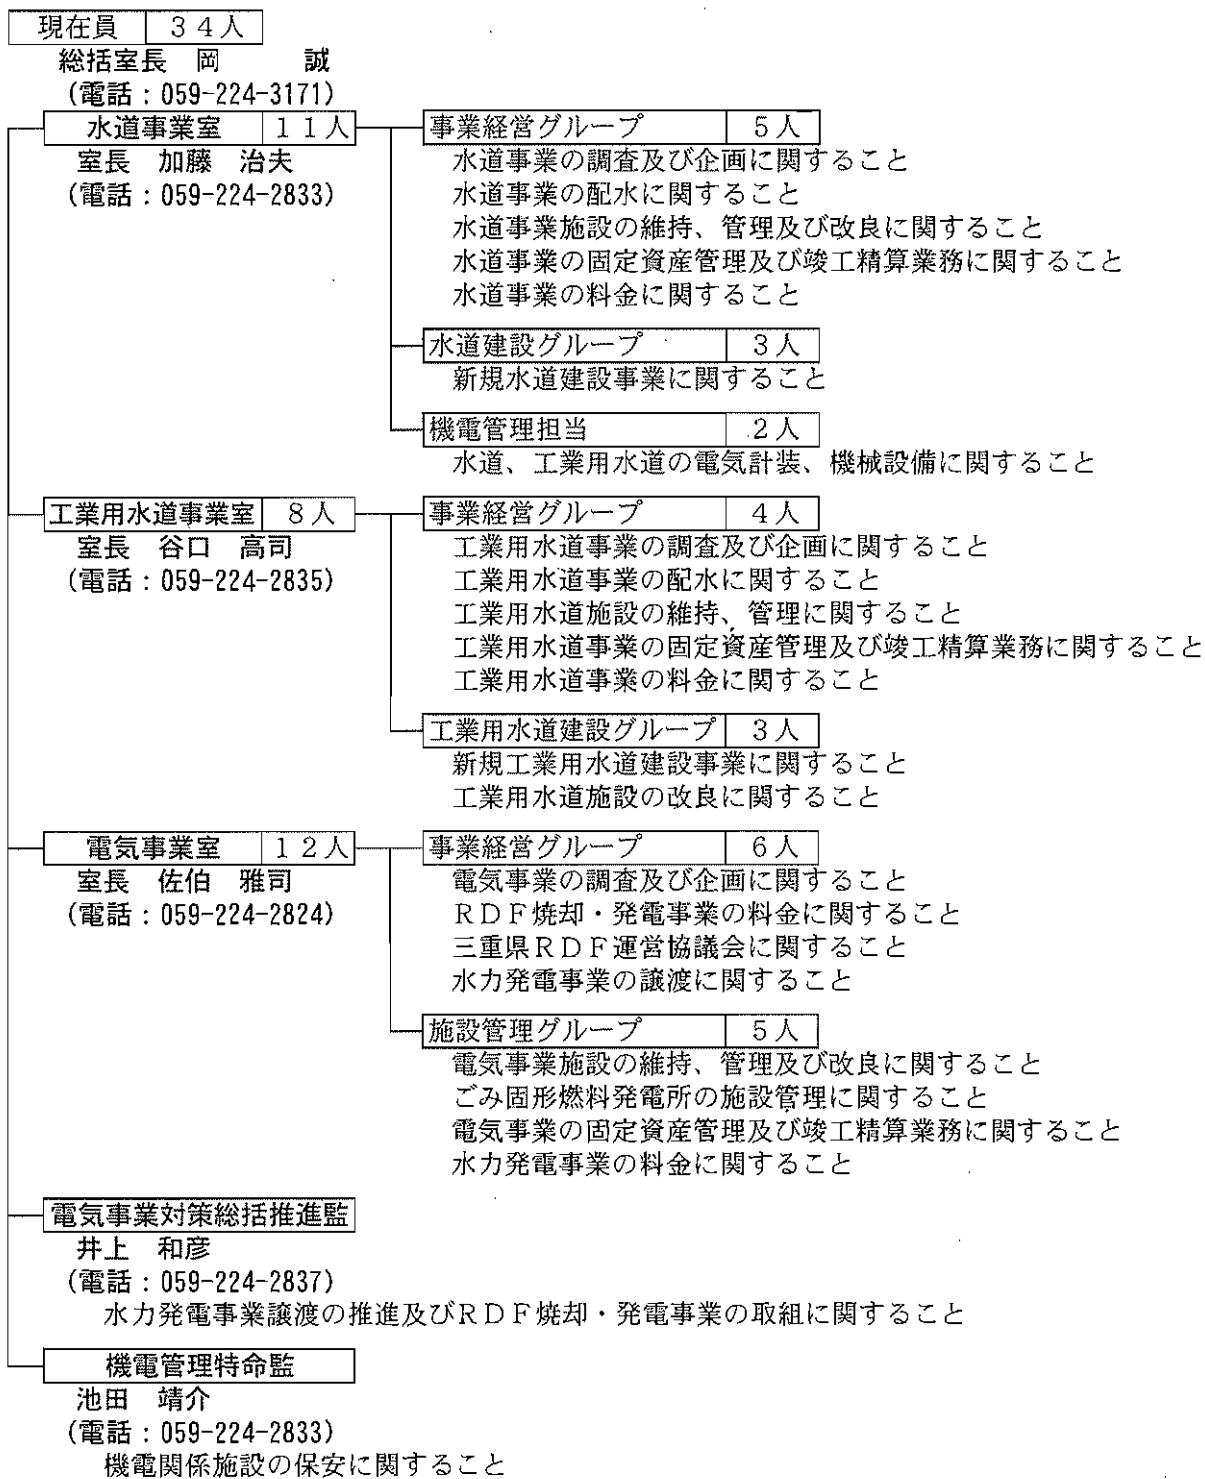 現在員 34人
総括室長 岡 誠
(電話:059-224-3171)
水道事業室 11人
室長 加藤 治夫
(電話:059-224-2833)
事業経営グループ 5人
水道事業の調査及び企画に関すること
水道事業の配水に関すること
水道事業施設の維持、管理及び改良に関すること
水道事業の固定資産管理及び竣工精算業務に関すること
水道事業の料金に関すること
水道建設グループ 3人
新規水道建設事業に関すること
機電管理担当 2人
水道、工業用水道の電気計装、機械設備に関すること
工業用水道事業室 8人
室長 谷口 高司
(電話:059-224-2835)
事業経営グループ 4人
工業用水道事業の調査及び企画に関すること
工業用水道事業の配水に関すること
工業用水道施設の維持、管理に関すること
工業用水道事業の固定資産管理及び竣工精算業務に関すること
工業用水道事業の料金に関すること
工業用水道建設グループ 3人
新規工業用水道建設事業に関すること
工業用水道施設の改良に関すること
電気事業室 12人
室長 佐伯 雅司
(電話:059-224-2824)
事業経営グループ 6人
電気事業の調査及び企画に関すること
RDF焼却・発電事業の料金に関すること
三重県RDF運営協議会に関すること
水力発電事業の譲渡に関すること
施設管理グループ 5人
電気事業施設の維持、管理及び改良に関すること
ごみ固形燃料発電所の施設管理に関すること
電気事業の固定資産管理及び竣工精算業務に関すること
水力発電事業の料金に関すること
電気事業対策総括推進監
井上 和彦
(電話:059-224-2837)
水力発電事業譲渡の推進及びRDF焼却・発電事業の取組に関すること
機電管理特命監
池田 靖介
(電話:059-224-2833)
機電関係施設の保安に関すること